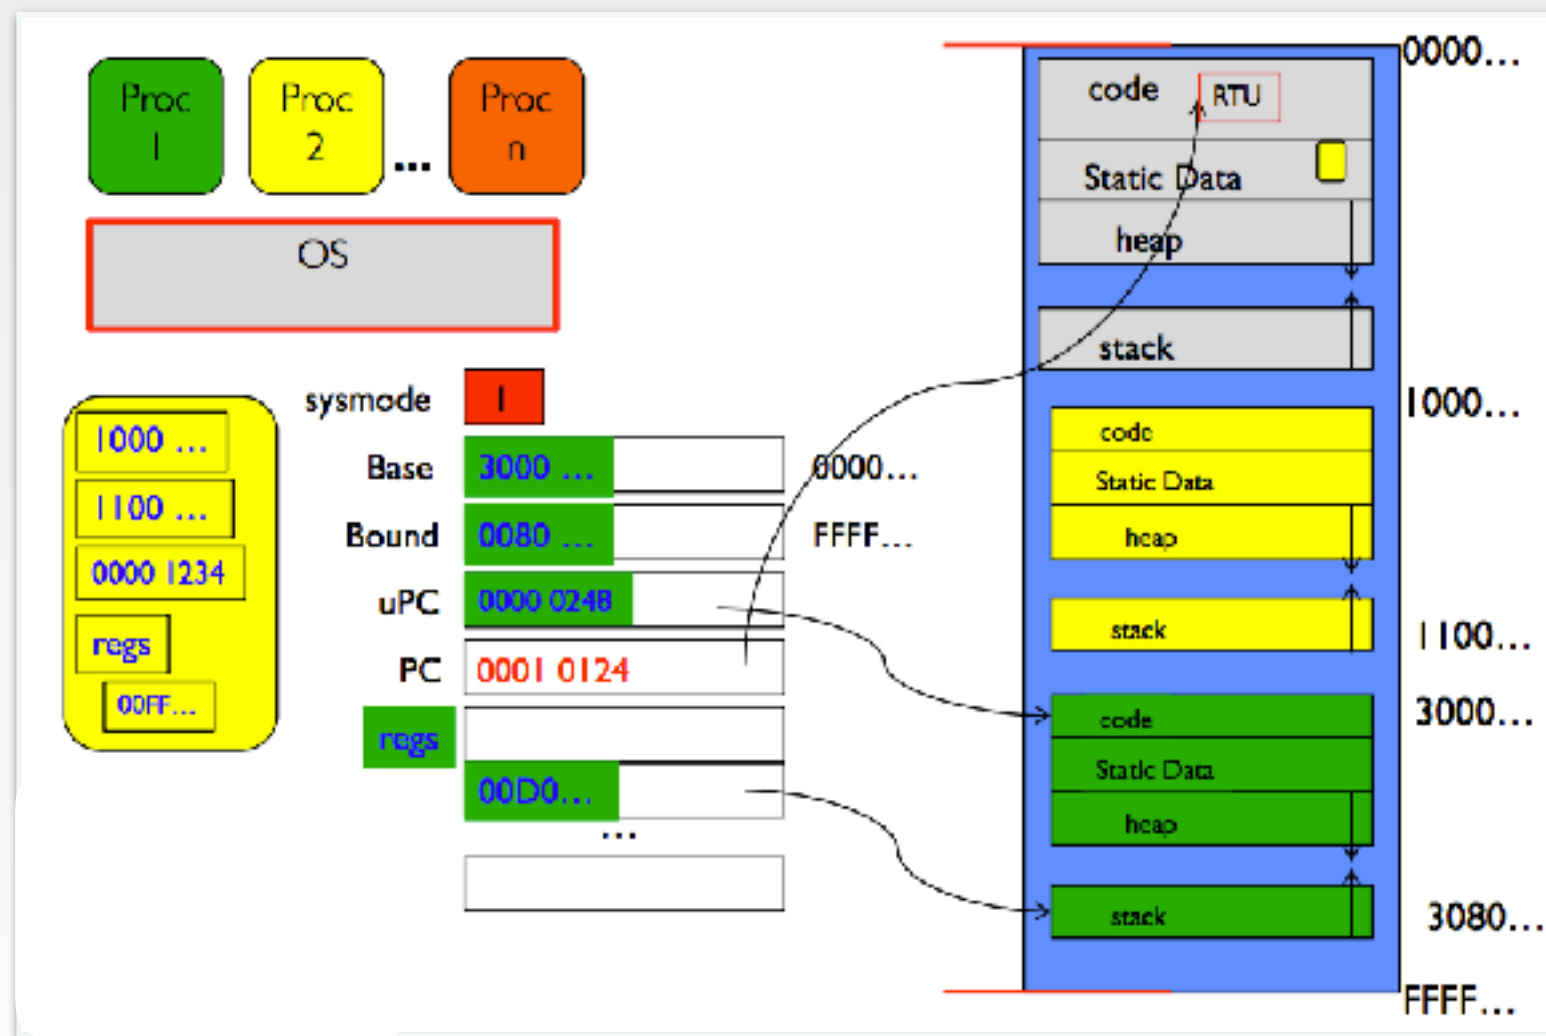 Proc
1
Proc
2
...
Proc
n
OS
sysmode
1
Base
3000 ...
0000...
Bound
0080 ...
FFFF...
uPC
0000 0248
PC
0001 0124
regs
00D0...
...
1000 ...
1100 ...
0000 1234
regs
00FF...
code
RTU
Static Data
heap
stack
code
Static Data
heap
stack
code
Static Data
heap
stack
0000...
1000...
1100...
3000...
3080...
FFFF...